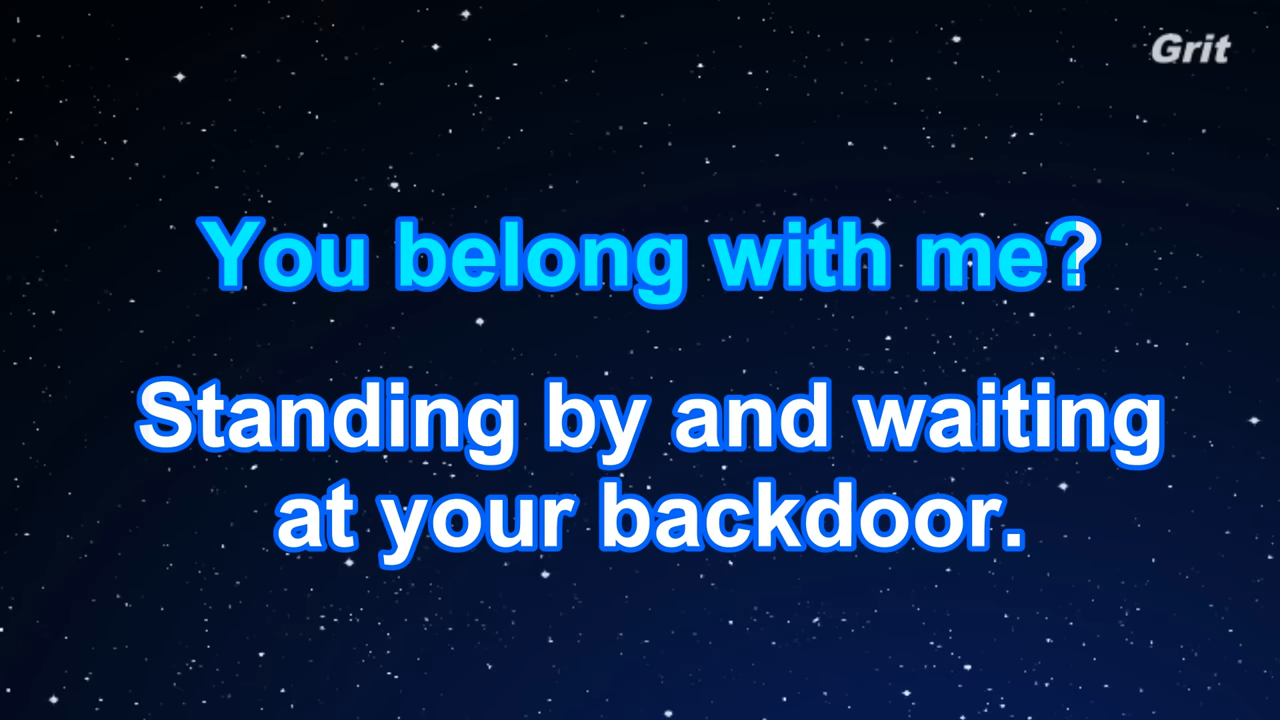 Grit
You belong with me?
Standing by and waiting
at your backdoor.